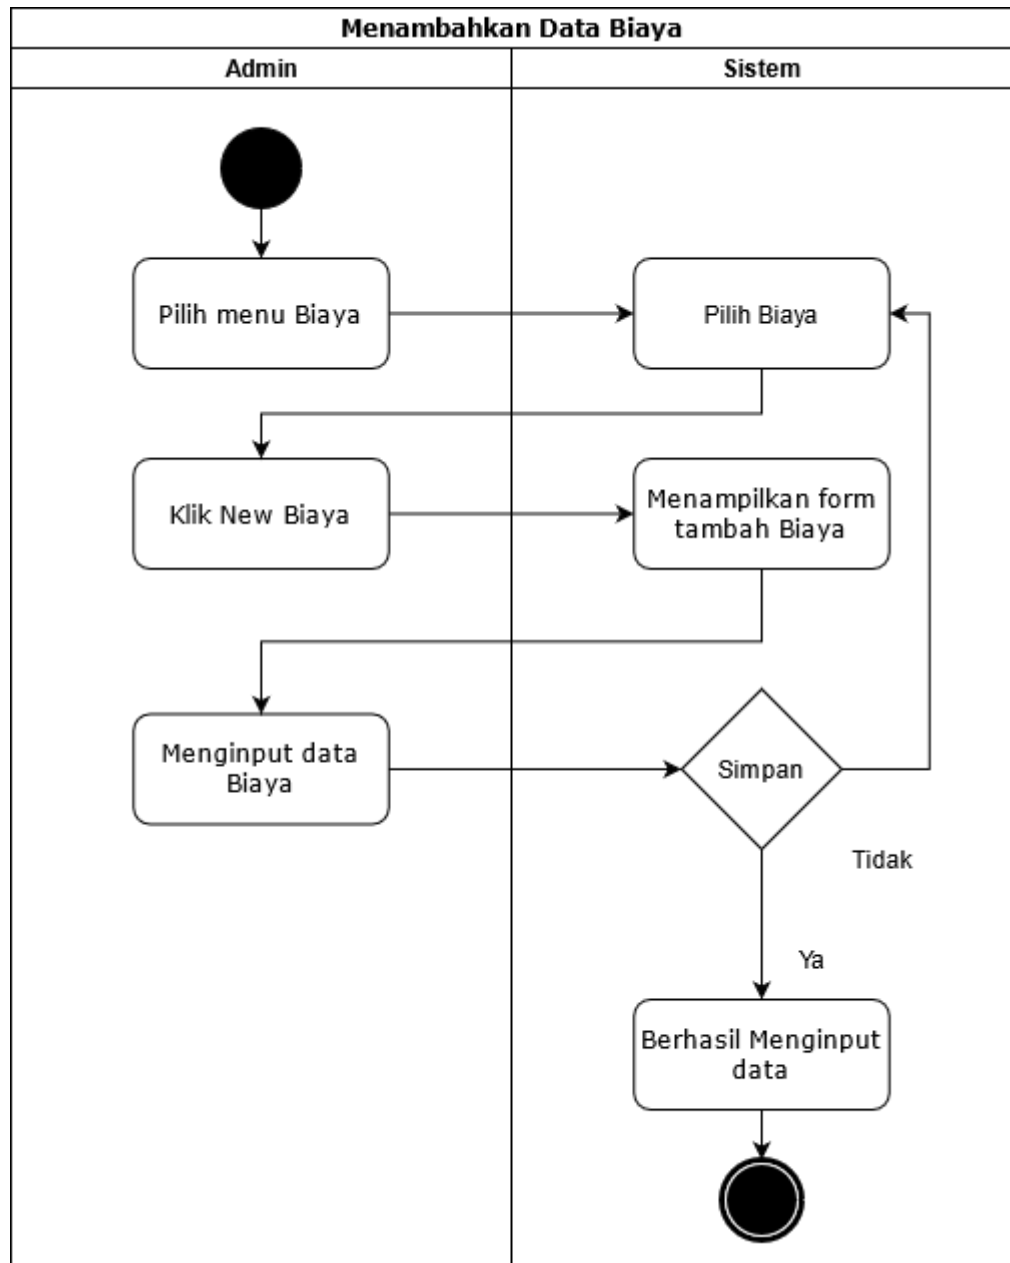 Menambahkan Data Biaya
Admin
Sistem
Pilih menu Biaya
Pilih Biaya
Klik New Biaya
Menampilkan form
tambah Biaya
Menginput data
Biaya
Simpan
Tidak
Ya
Berhasil Menginput
data